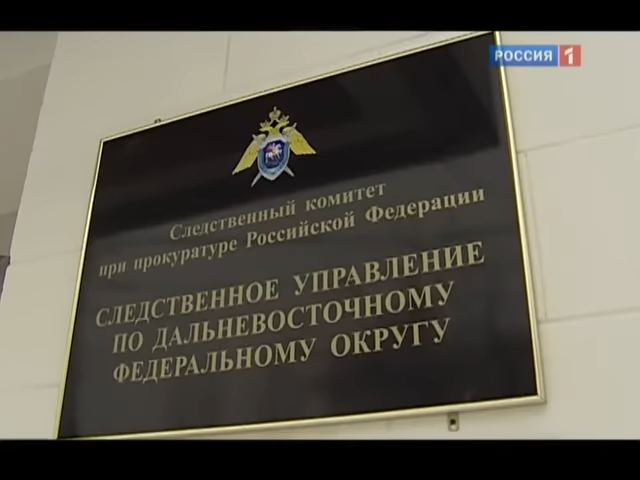 РОССИЯ 1
Следственный комитет
при прокуратуре Российской Федерации
СЛЕДСТВЕННОЕ УПРАВЛЕНИЕ
ПО ДАЛЬНЕВОСТОЧНОМУ
ФЕДЕРАЛЬНОМУ ОКРУГУ